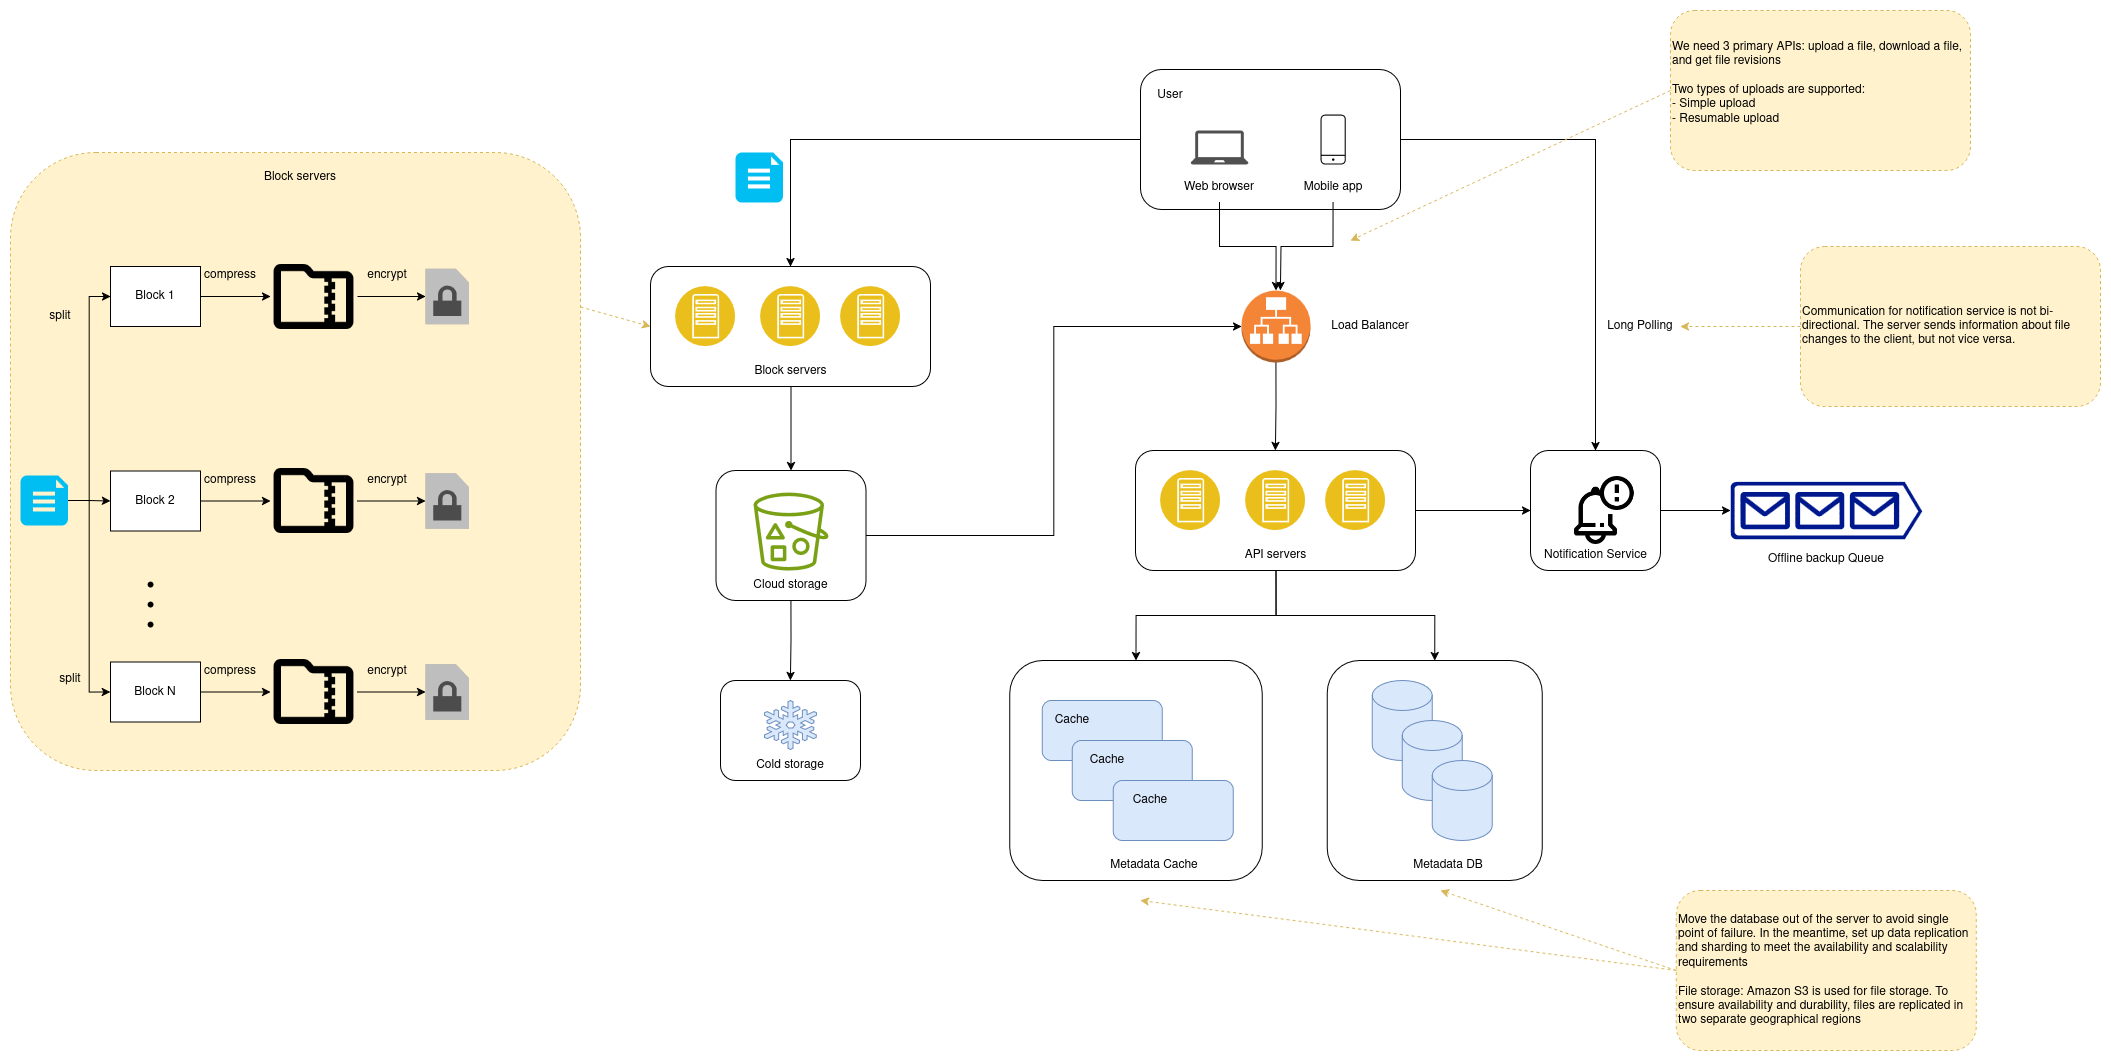 We need 3 primary APIs: upload a file, download a file,
and get file revisions
Two types of uploads are supported:
- Simple upload
- Resumable upload
User
Web browser
Mobile app
Block servers
split
Block 1
compress
encrypt
Block 2
compress
encrypt
split
Block N
compress
encrypt
Block servers
Load Balancer
Long Polling
Communication for notification service is not bi-
directional. The server sends information about file
changes to the client, but not vice versa.
Cloud storage
API servers
Notification Service
Offline backup Queue
Cold storage
Cache
Cache
Cache
Metadata Cache
Metadata DB
Move the database out of the server to avoid single
point of failure. In the meantime, set up data replication
and sharding to meet the availability and scalability
requirements
File storage: Amazon S3 is used for file storage. To
ensure availability and durability, files are replicated in
two separate geographical regions